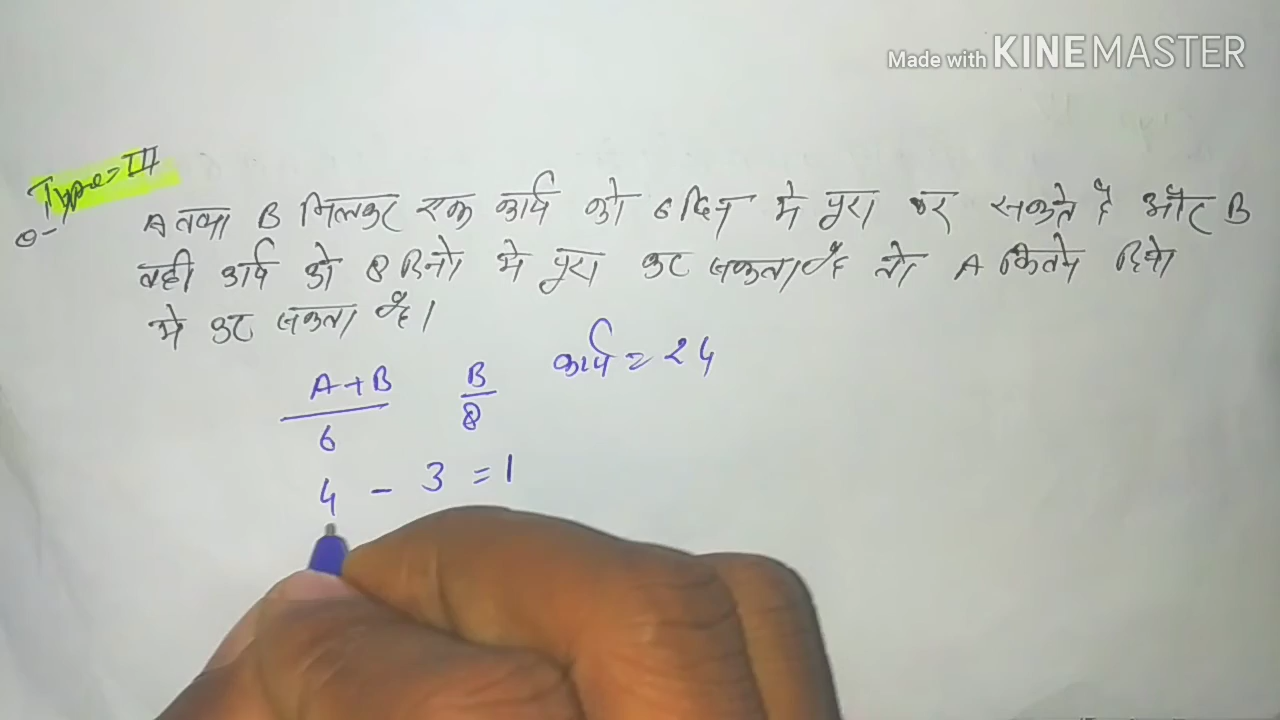 Made with KINEMASTER
Type=III
Q- A तथा B मिलकर एक कार्य को 6 दिन मे पूरा कर सकते है और B
वही कार्य को 8 दिनो मे पूरा कर सकता है तो A कितने दिनो
मे कर सकता है।
A+B B कार्य = 24
6 8
4 - 3 = 1